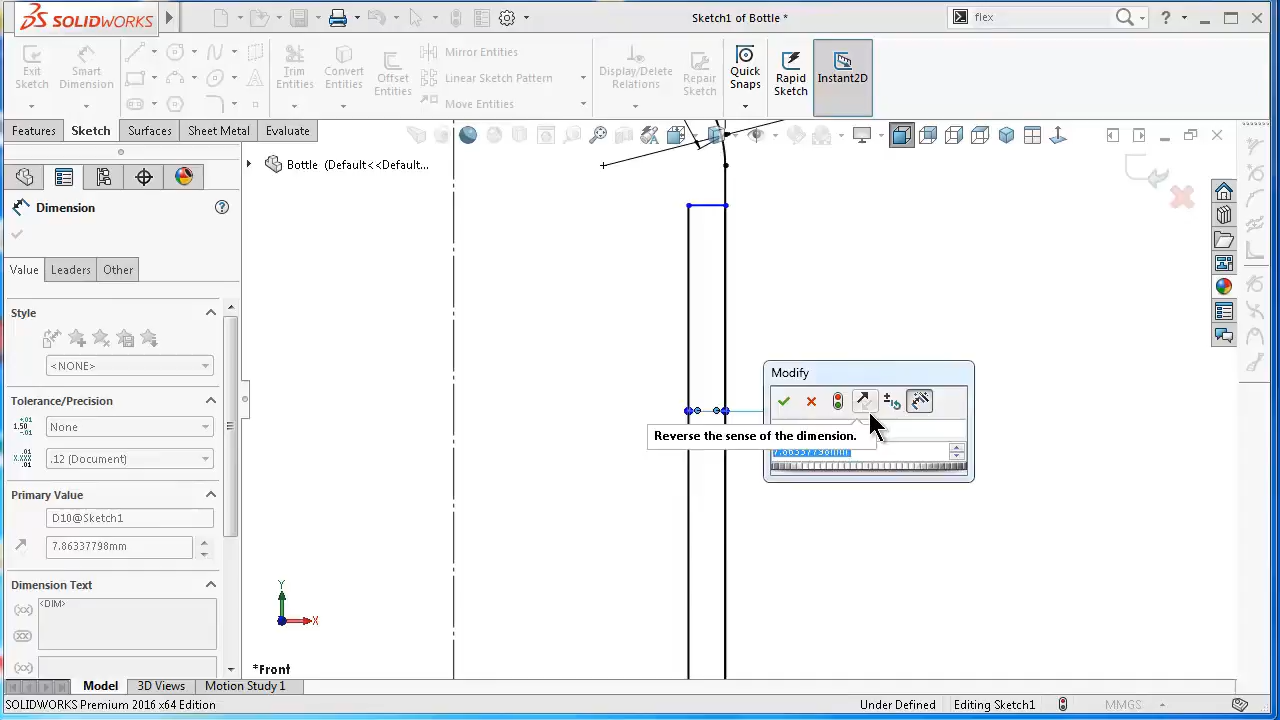 SOLIDWORKS
Sketch1 of Bottle *
flex
Exit Sketch
Smart Dimension
Trim Entities
Convert Entities
Offset Entities
Mirror Entities
Linear Sketch Pattern
Move Entities
Display/Delete Relations
Repair Sketch
Quick Snaps
Rapid Sketch
Instant2D
Features
Sketch
Surfaces
Sheet Metal
Evaluate
Bottle (Default<<Default...
Dimension
Value
Leaders
Other
Style
<NONE>
Tolerance/Precision
1.50
None
.12 (Document)
Primary Value
D10@Sketch1
7.86337798mm
Dimension Text
<DIM>
Modify
Reverse the sense of the dimension.
7.86337798mm
Y
X
*Front
Model
3D Views
Motion Study 1
SOLIDWORKS Premium 2016 x64 Edition
Under Defined
Editing Sketch1
MMGS